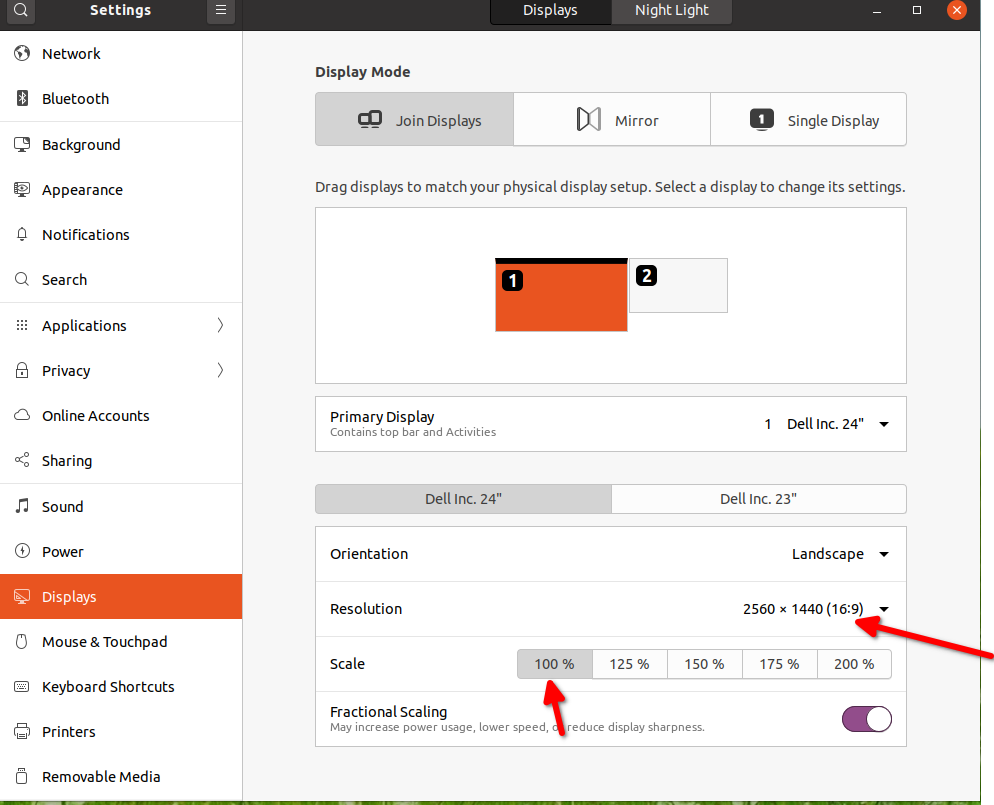 Settings
Displays
Night Light
Network
Bluetooth
Background
Appearance
Notifications
Search
Applications
Privacy
Online Accounts
Sharing
Sound
Power
Displays
Mouse & Touchpad
Keyboard Shortcuts
Printers
Removable Media
Display Mode
Join Displays
Mirror
1 Single Display
Drag displays to match your physical display setup. Select a display to change its settings.
1
2
Primary Display
Contains top bar and Activities
1 Dell Inc. 24"
Dell Inc. 24"
Dell Inc. 23"
Orientation
Landscape
Resolution
2560 × 1440 (16:9)
Scale
100 %
125 %
150 %
175 %
200 %
Fractional Scaling
May increase power usage, lower speed, or reduce display sharpness.